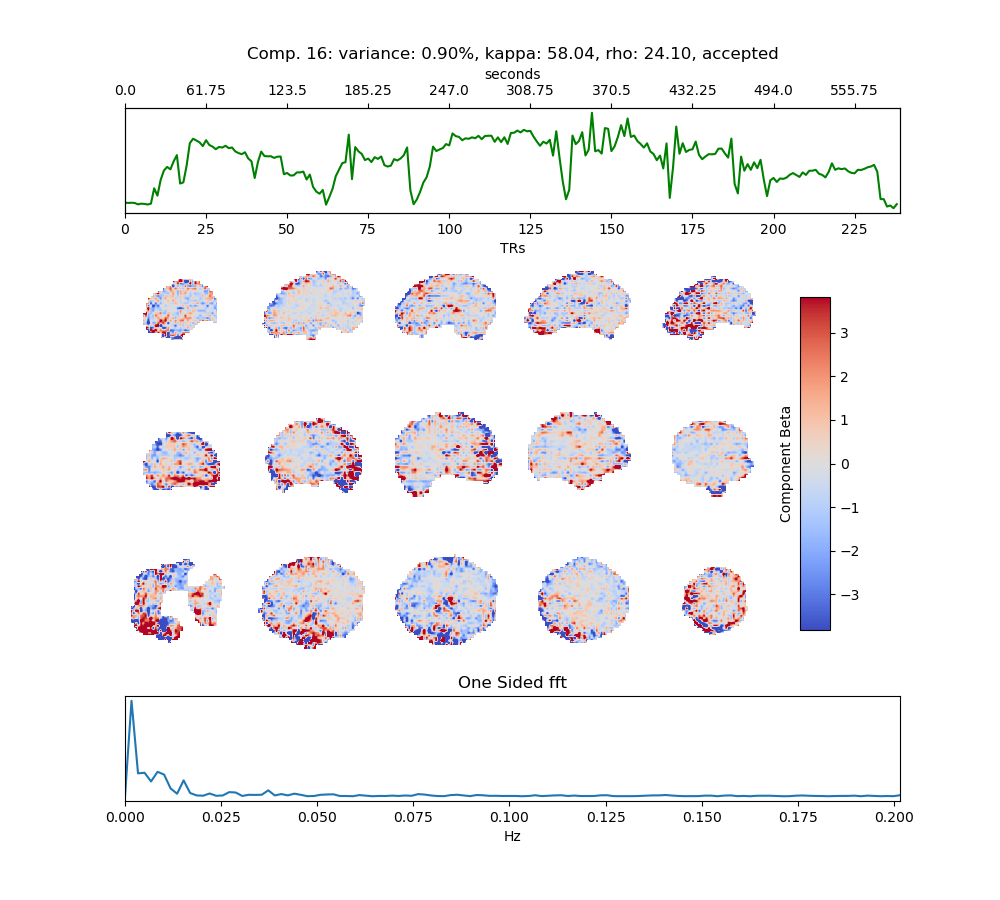 Comp. 16: variance: 0.90%, kappa: 58.04, rho: 24.10, accepted
seconds
0.0 61.75 123.5 185.25 247.0 308.75 370.5 432.25 494.0 555.75
0 25 50 75 100 125 150 175 200 225
TRs
3
2
1
0
−1
−2
−3
Component Beta
One Sided fft
0.000 0.025 0.050 0.075 0.100 0.125 0.150 0.175 0.200
Hz